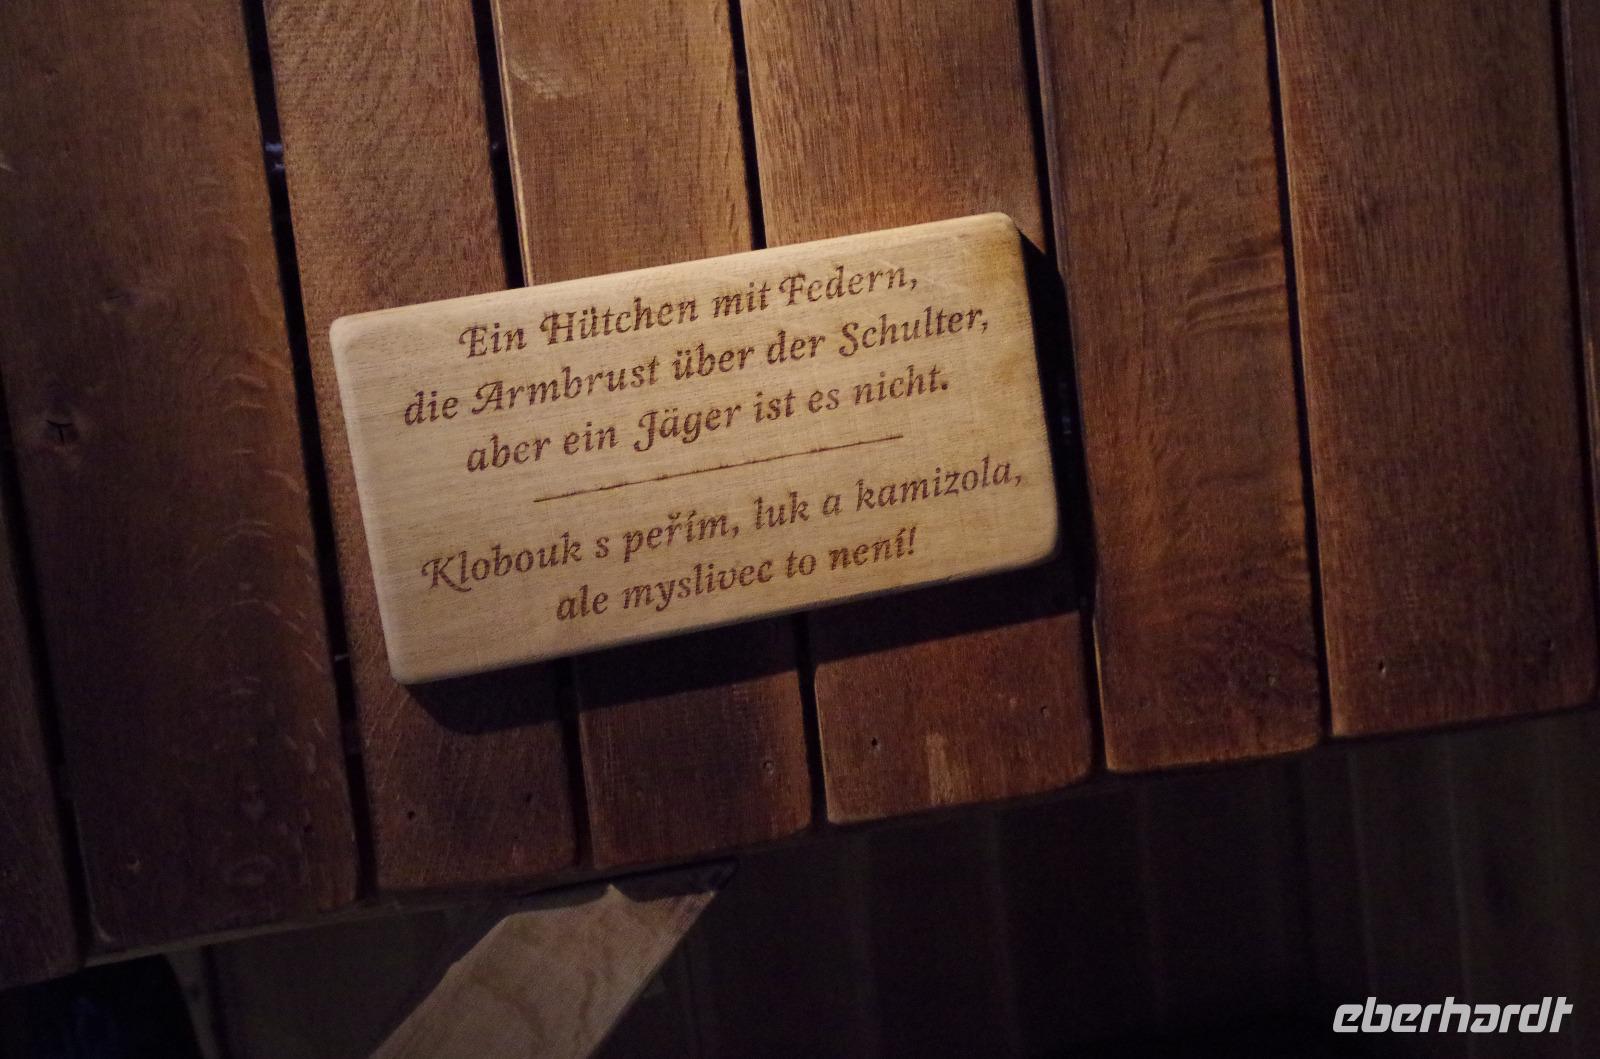 Ein Hütchen mit Federn,
die Armbrust über der Schulter,
aber ein Jäger ist es nicht.
Klobouk s peřím, luk a kamizola,
ale myslivec to není!
eberhardt